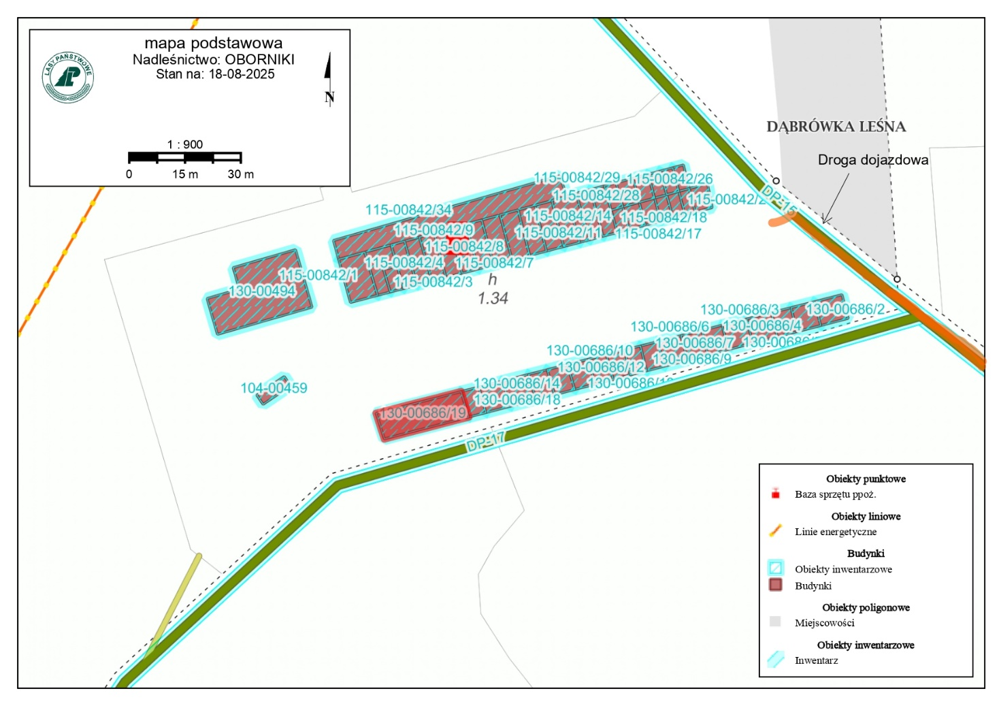 mapa podstawowa
Nadleśnictwo: OBORNIKI
Stan na: 18-08-2025
LASY PAŃSTWOWE
N
1 : 900
0 15 m 30 m
DĄBRÓWKA LEŚNA
Droga dojazdowa
DP-15
115-00842/29
115-00842/26
115-00842/28
115-00842/34
115-00842/14
115-00842/18
115-00842/9
115-00842/11
115-00842/17
115-00842/8
115-00842/4
115-00842/7
115-00842/1
115-00842/3
130-00494
h
1.34
130-00686/3
130-00686/2
130-00686/6
130-00686/4
130-00686/7
130-00686/10
130-00686/9
130-00686/12
130-00686/14
104-00459
130-00686/18
130-00686/19
DP-17
Obiekty punktowe
Baza sprzętu ppoż.
Obiekty liniowe
Linie energetyczne
Budynki
Obiekty inwentarzowe
Budynki
Obiekty poligonowe
Miejscowości
Obiekty inwentarzowe
Inwentarz